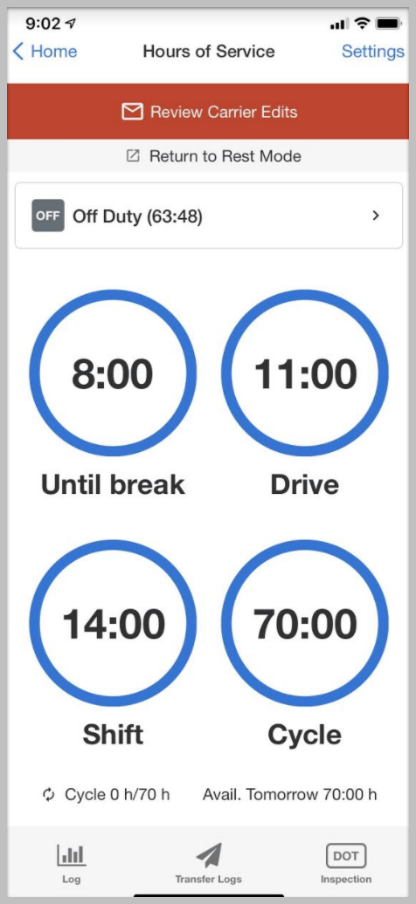 9:02
Home Hours of Service Settings
Review Carrier Edits
Return to Rest Mode
OFF Off Duty (63:48)
8:00 11:00
Until break Drive
14:00 70:00
Shift Cycle
Cycle 0 h/70 h Avail. Tomorrow 70:00 h
DOT
Log Transfer Logs Inspection